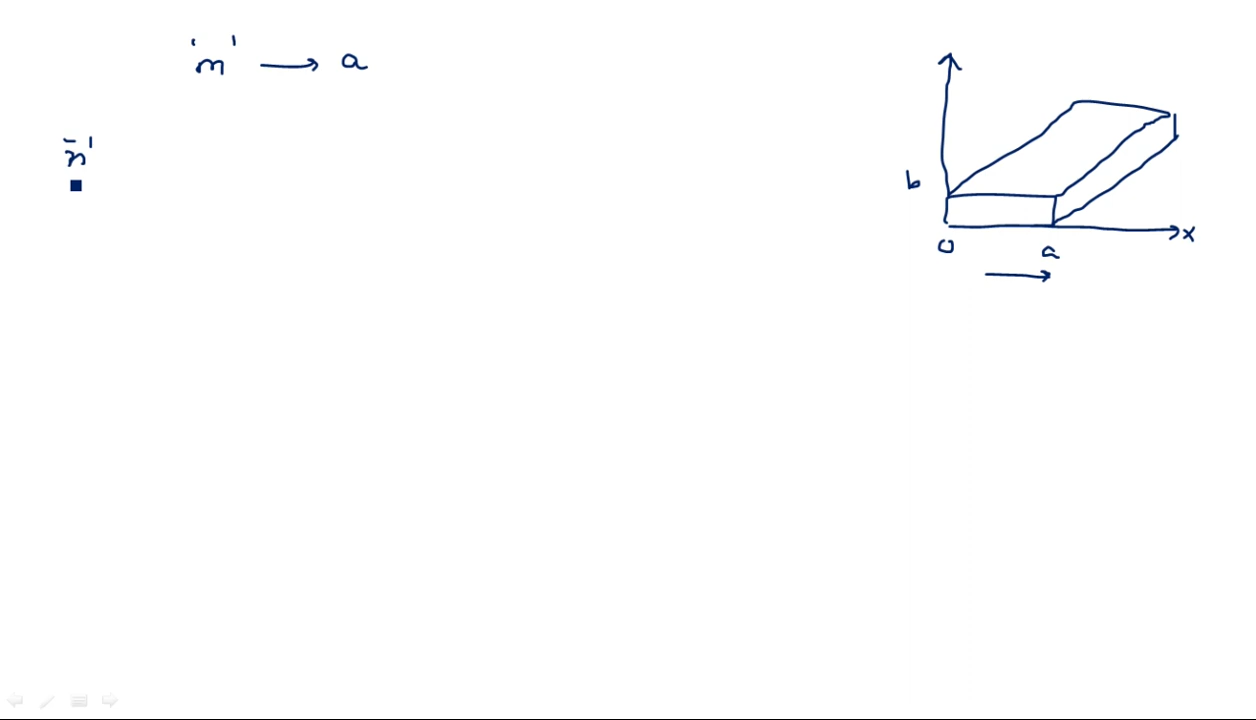 'm' → a
'n'
b
x
0 a
→